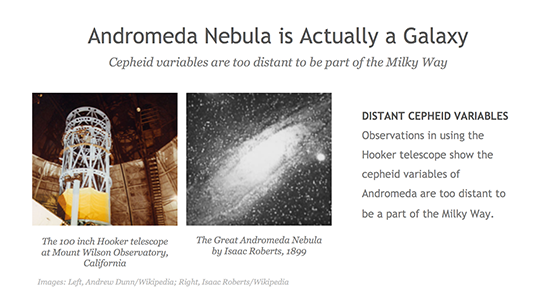 Andromeda Nebula is Actually a Galaxy
Cepheid variables are too distant to be part of the Milky Way
DISTANT CEPHEID VARIABLES
Observations in using the
Hooker telescope show the
cepheid variables of
Andromeda are too distant to
be a part of the Milky Way.
The 100 inch Hooker telescope
at Mount Wilson Observatory,
California
The Great Andromeda Nebula
by Isaac Roberts, 1899
Images: Left, Andrew Dunn/Wikipedia; Right, Isaac Roberts/Wikipedia